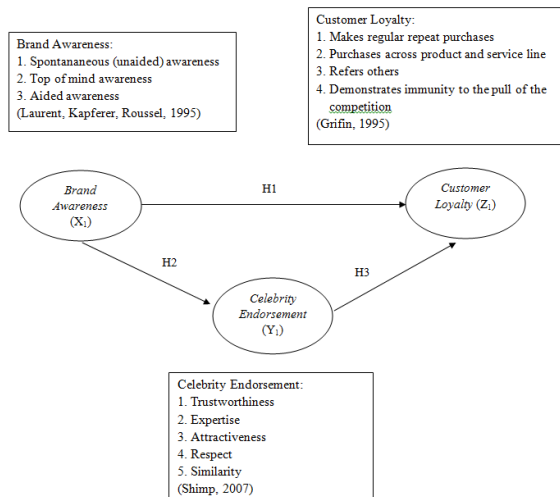 Customer Loyalty:
1. Makes regular repeat purchases
2. Purchases across product and service line
3. Refers others
4. Demonstrates immunity to the pull of the
competition
(Grifin, 1995)
Brand Awareness:
1. Spontananeous (unaided) awareness
2. Top of mind awareness
3. Aided awareness
(Laurent, Kapferer, Roussel, 1995)
Brand
Awareness
(X₁)
H1
Customer
Loyalty (Z₁)
H2
H3
Celebrity
Endorsement
(Y₁)
Celebrity Endorsement:
1. Trustworthiness
2. Expertise
3. Attractiveness
4. Respect
5. Similarity
(Shimp, 2007)